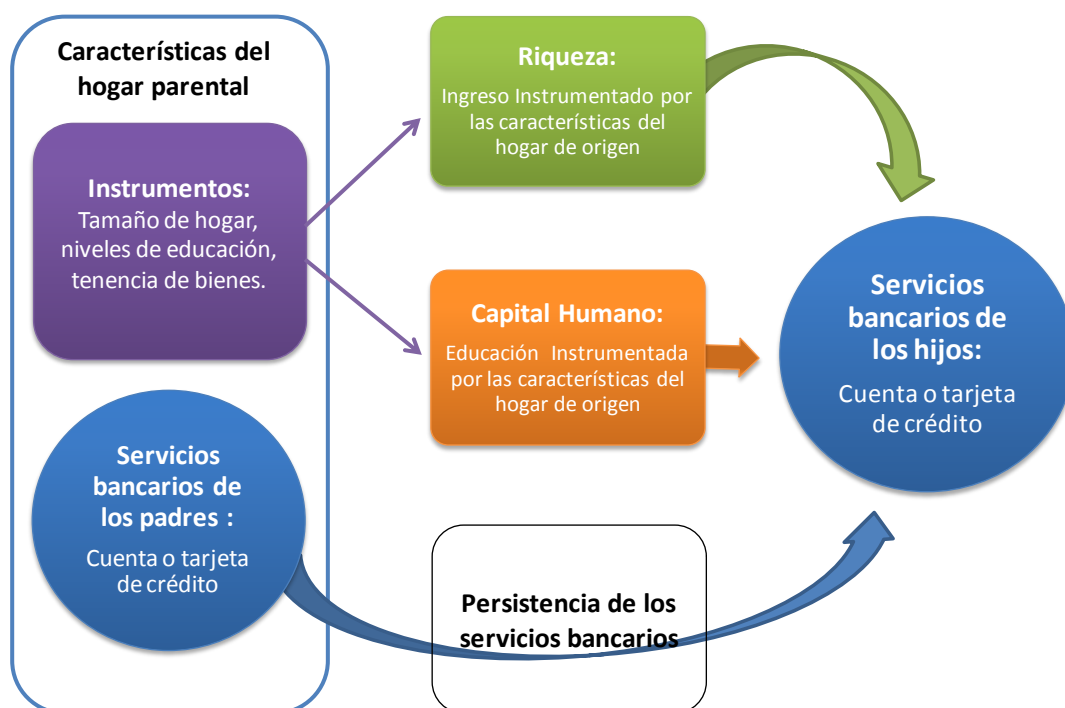 Características del
hogar parental
Instrumentos:
Tamaño de hogar,
niveles de educación,
tenencia de bienes.
Servicios
bancarios de
los padres :
Cuenta o tarjeta
de crédito
Riqueza:
Ingreso Instrumentado por
las características del
hogar de origen
Capital Humano:
Educación Instrumentada
por las características del
hogar de origen
Persistencia de los
servicios bancarios
Servicios
bancarios de
los hijos:
Cuenta o tarjeta
de crédito